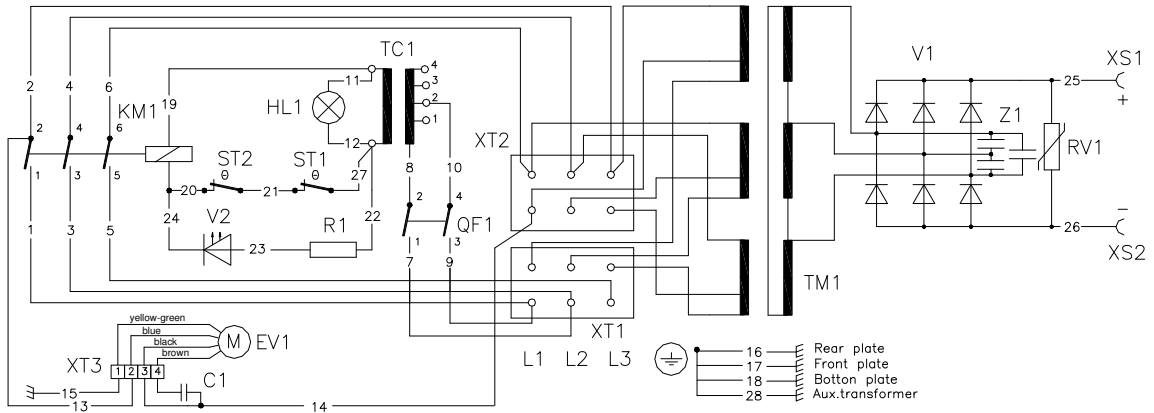 TC1
4
11
3
2 4 6
V1
XS1
25
+
KM1
19
HL1
2
2 4 6
12
1
XT2
Z1
RV1
1 3 5
ST2 ST1
θ θ
20 21 27
8 10
24
V2
R1
22
2 4
QF1
1 3 5
23
1 3
7 9
26
−
XS2
TM1
yellow-green
blue
black
brown
M
EV1
XT1
L1 L2 L3
XT3
1 2 3 4
C1
15
13
14
16 Rear plate
17 Front plate
18 Botton plate
28 Aux.transformer